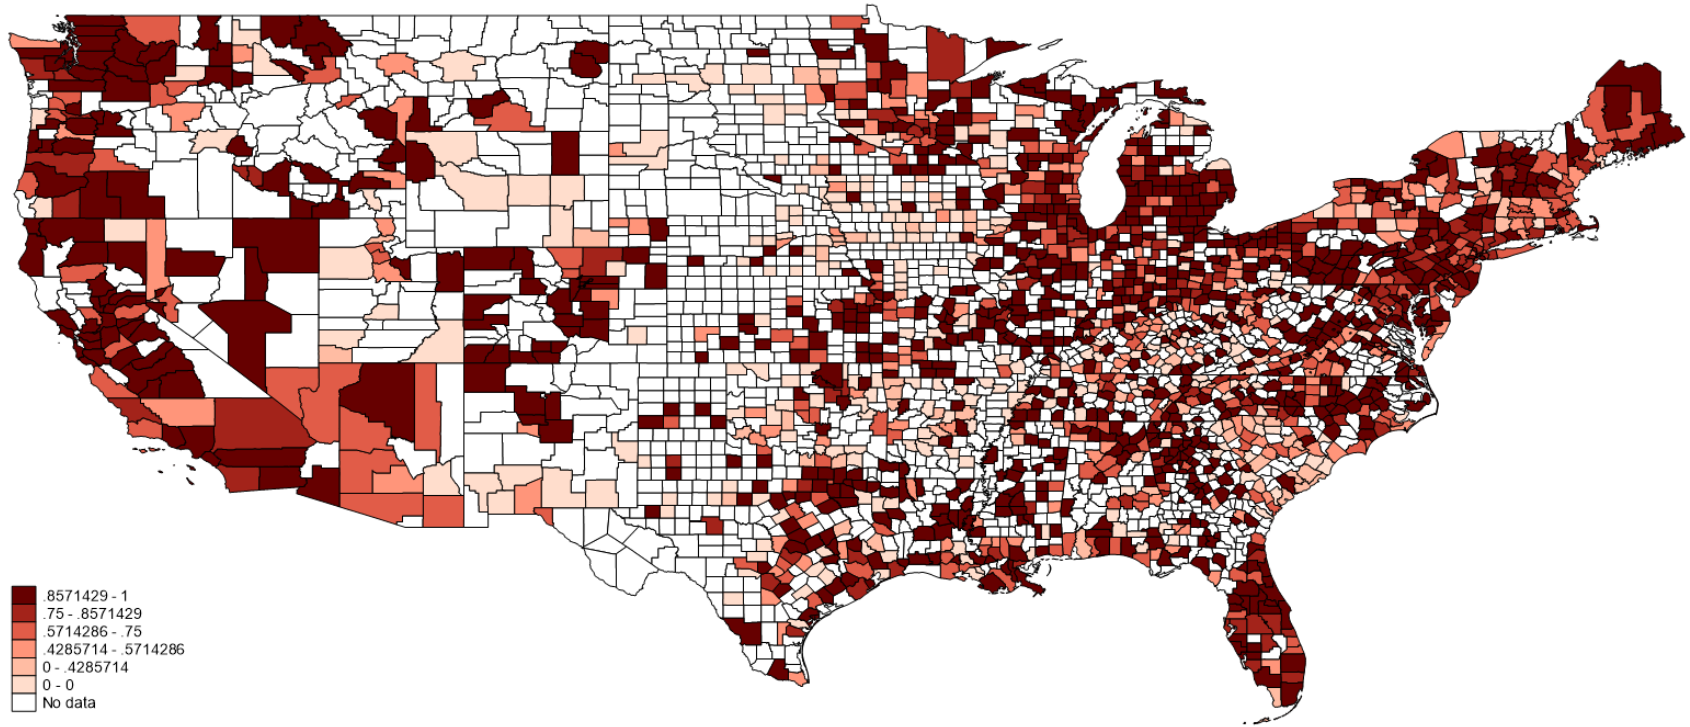 .8571429 - 1
.75 - .8571429
.5714286 - .75
.4285714 - .5714286
0 - .4285714
0 - 0
No data